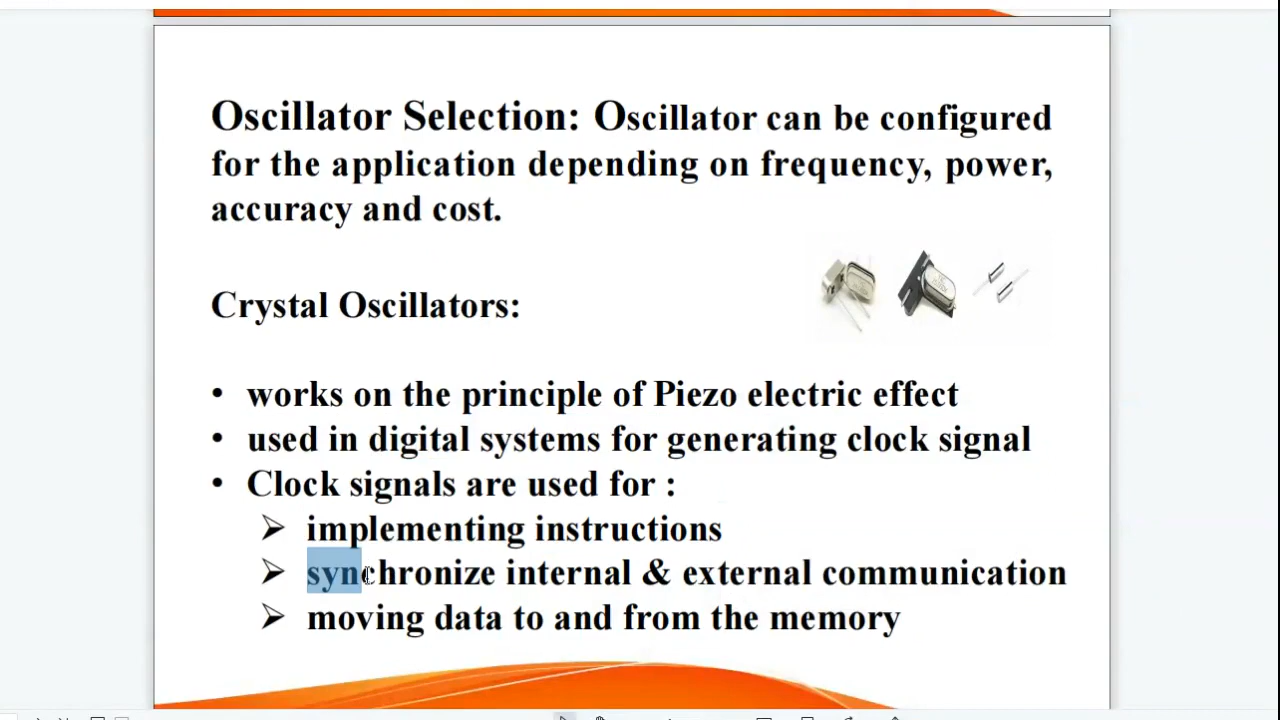 Oscillator Selection: Oscillator can be configured
for the application depending on frequency, power,
accuracy and cost.
Crystal Oscillators:
• works on the principle of Piezo electric effect
• used in digital systems for generating clock signal
• Clock signals are used for :
➢ implementing instructions
➢ synchronize internal & external communication
➢ moving data to and from the memory